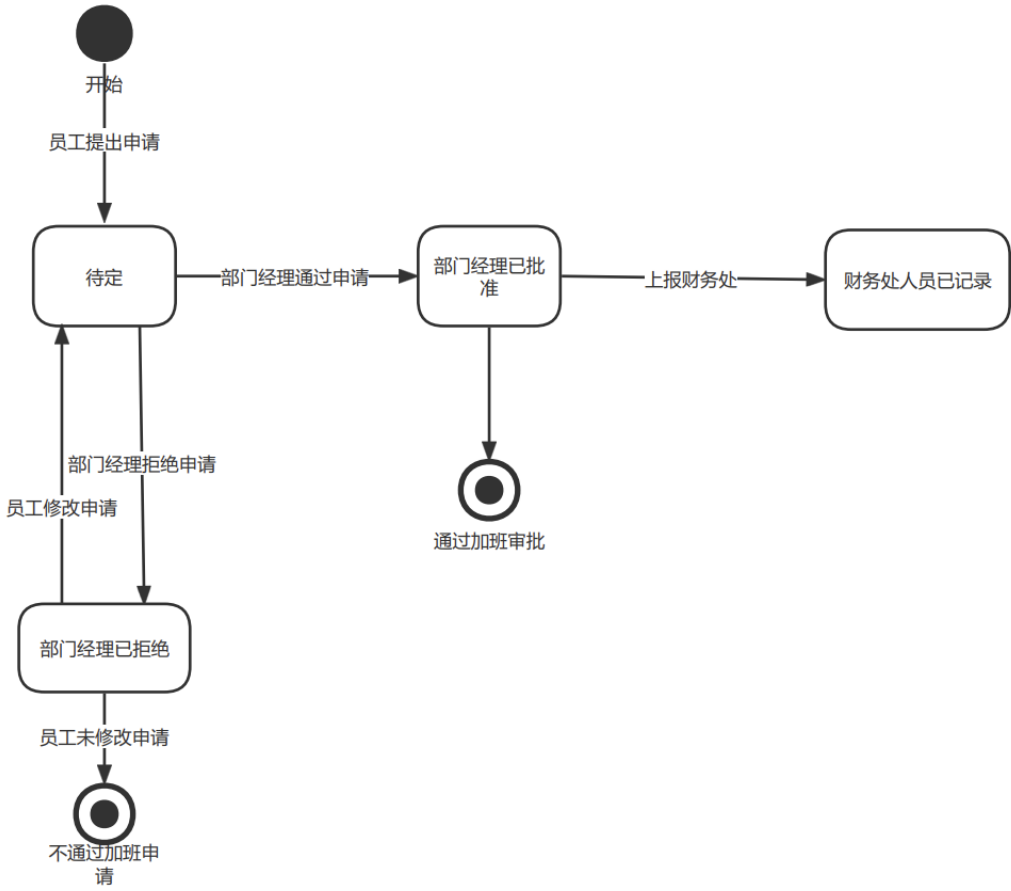 开始
员工提出申请
待定
部门经理通过申请
部门经理已批
准
上报财务处
财务处人员已记录
部门经理拒绝申请
员工修改申请
通过加班审批
部门经理已拒绝
员工未修改申请
不通过加班申
请